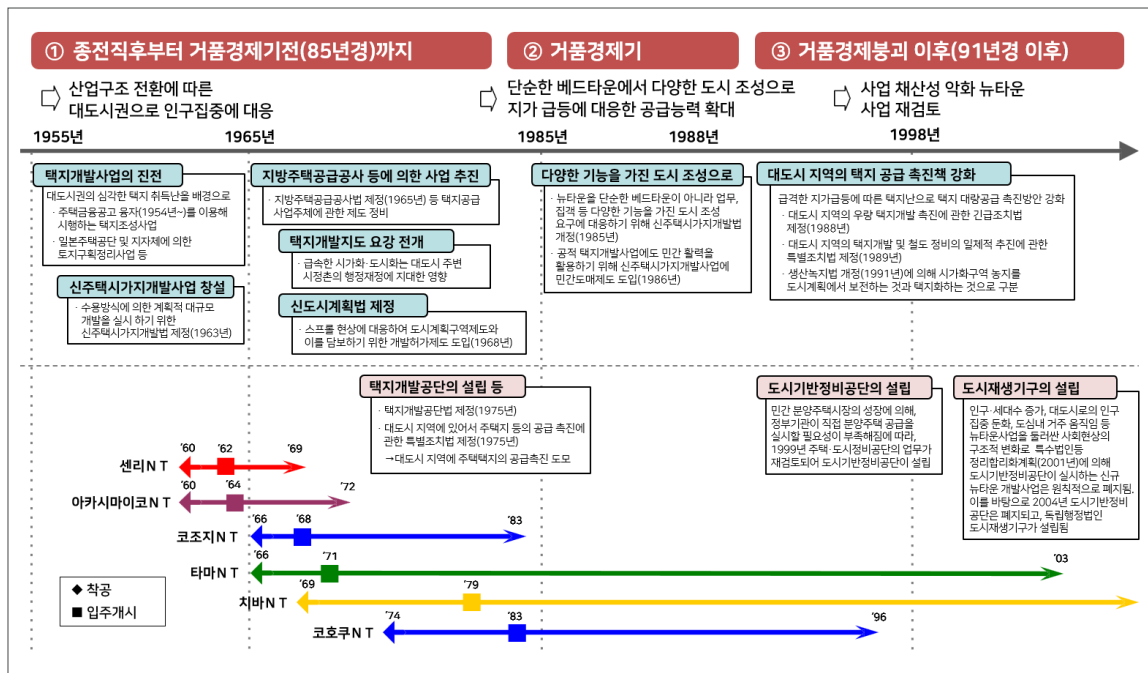 ① 종전직후부터 거품경제기전(85년경)까지
② 거품경제기
③ 거품경제붕괴 이후(91년경 이후)
산업구조 전환에 따른
대도시권으로 인구집중에 대응
단순한 베드타운에서 다양한 도시 조성으로
지가 급등에 대응한 공급능력 확대
사업 채산성 악화 뉴타운
사업 재검토
1955년
1965년
1985년
1988년
1998년
택지개발사업의 진전
대도시권의 심각한 택지 취득난을 배경으로
· 주택금융공고 융자(1954년~)를 이용해
시행하는 택지조성사업
· 일본주택공단 및 지자체에 의한
토지구획정리사업 등
신주택시가지개발사업 창설
· 수용방식에 의한 계획적 대규모
개발을 실시 하기 위한
신주택시가지개발법 제정(1963년)
지방주택공급공사 등에 의한 사업 추진
· 지방주택공급공사법 제정(1965년) 등 택지공급
사업주체에 관한 제도 정비
택지개발지도 요강 전개
· 급속한 시가화·도시화는 대도시 주변
시정촌의 행정재정에 지대한 영향
신도시계획법 제정
· 스프롤 현상에 대응하여 도시계획구역제도와
이를 담보하기 위한 개발허가제도 도입(1968년)
다양한 기능을 가진 도시 조성으로
· 뉴타운을 단순한 베드타운이 아니라 업무,
집객 등 다양한 기능을 가진 도시 조성
요구에 대응하기 위해 신주택시가지개발법
개정(1985년)
· 공적 택지개발사업에도 민간 활력을
활용하기 위해 신주택시가지개발사업에
민간도매제도 도입(1986년)
대도시 지역의 택지 공급 촉진책 강화
급격한 지가급등에 따른 택지난으로 택지 대량공급 촉진방안 강화
· 대도시 지역의 우량 택지개발 촉진에 관한 긴급조치법
제정(1988년)
· 대도시 지역의 택지개발 및 철도 정비의 일체적 추진에 관한
특별조치법 제정(1989년)
· 생산녹지법 개정(1991년)에 의해 시가화구역 농지를
도시계획에서 보전하는 것과 택지화하는 것으로 구분
택지개발공단의 설립 등
· 택지개발공단법 제정(1975년)
· 대도시 지역에 있어서 주택지 등의 공급 촉진에
관한 특별조치법 제정(1975년)
→대도시 지역에 주택택지의 공급촉진 도모
도시기반정비공단의 설립
민간 분양주택시장의 성장에 의해,
정부기관이 직접 분양주택 공급을
실시할 필요성이 부족해짐에 따라,
1999년 주택·도시정비공단의 업무가
재검토되어 도시기반정비공단이 설립
도시재생기구의 설립
인구·세대수 증가, 대도시로의 인구
집중 둔화, 도심내 거주 움직임 등
뉴타운사업을 둘러싼 사회현상의
구조적 변화로 특수법인등
정리합리화계획(2001년)에 의해
도시기반정비공단이 실시하는 신규
뉴타운 개발사업은 원칙적으로 폐지됨.
이를 바탕으로 2004년 도시기반정비
공단은 폐지되고, 독립행정법인
도시재생기구가 설립됨
센리N T
'60
'62
'69
아카시마이코N T
'60
'64
'72
코조지N T
'66
'68
'83
타마N T
'66
'71
'03
치바N T
'69
'79
코호쿠N T
'74
'83
'96
◆ 착공
■ 입주개시